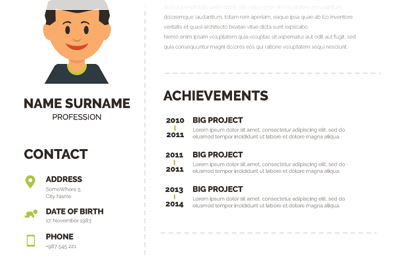 doloremque laudantium, totam rem aperiam, eaque ipsa quae ab illo inventore
veritatis et quasi architecto beatae vitae dicta sunt explicabo.
Nemo enim ipsam voluptatem quia voluptas sit aspernatur aut odit aut fugit, sed
quia consequuntur magni dolores eos qui ratione voluptatem sequi nesciunt.
NAME SURNAME
PROFESSION
CONTACT
ADDRESS
SomeWhere 5
City Name
DATE OF BIRTH
17. November 1983
PHONE
+987 545 221
ACHIEVEMENTS
2010
2011
BIG PROJECT
Lorem ipsum dolor sit amet, consectetur adipiscing elit, sed do
eiusmod tempor incididunt ut labore et dolore magna aliqua.
2011
2011
BIG PROJECT
Lorem ipsum dolor sit amet, consectetur adipiscing elit, sed do
eiusmod tempor incididunt ut labore et dolore magna aliqua.
2013
2014
BIG PROJECT
Lorem ipsum dolor sit amet, consectetur adipiscing elit, sed do
eiusmod tempor incididunt ut labore et dolore magna aliqua.